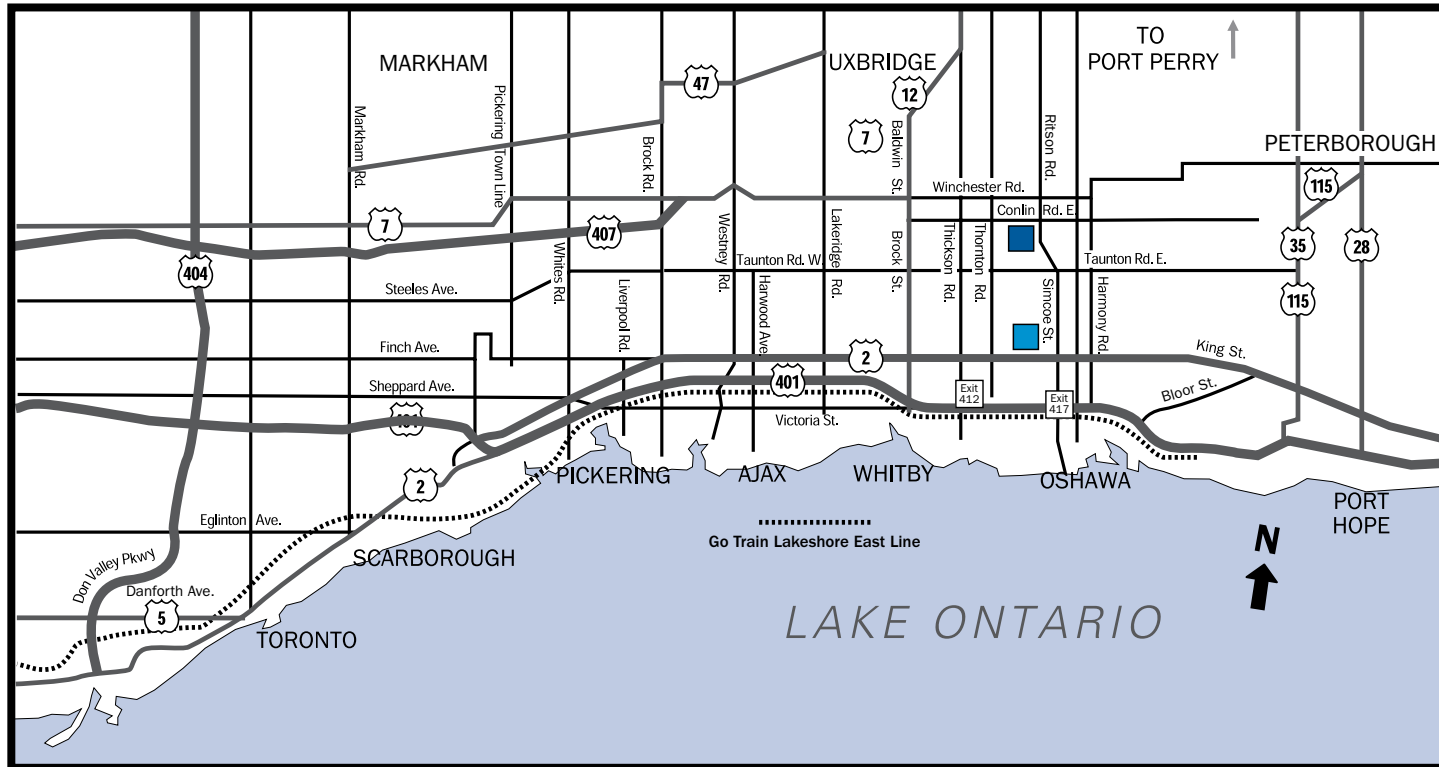 MARKHAM
UXBRIDGE
TO
PORT PERRY
47
12
7
PETERBOROUGH
Markham Rd.
Pickering Town Line
Brock Rd.
Baldwin St.
Ritson Rd.
Winchester Rd.
Conlin Rd. E.
115
7
407
404
35
28
Whites Rd.
Westney Rd.
Lakeridge Rd.
Brock St.
Thickson Rd.
Thornton Rd.
Taunton Rd. W.
Taunton Rd. E.
Steeles Ave.
Liverpool Rd.
Harwood Ave.
Simcoe St.
Harmony Rd.
115
Finch Ave.
2
King St.
Sheppard Ave.
401
Exit
412
Exit
417
Bloor St.
401
Victoria St.
2
PICKERING
AJAX
WHITBY
OSHAWA
PORT
HOPE
Eglinton Ave.
Go Train Lakeshore East Line
N
SCARBOROUGH
Don Valley Pkwy
Danforth Ave.
5
TORONTO
LAKE ONTARIO